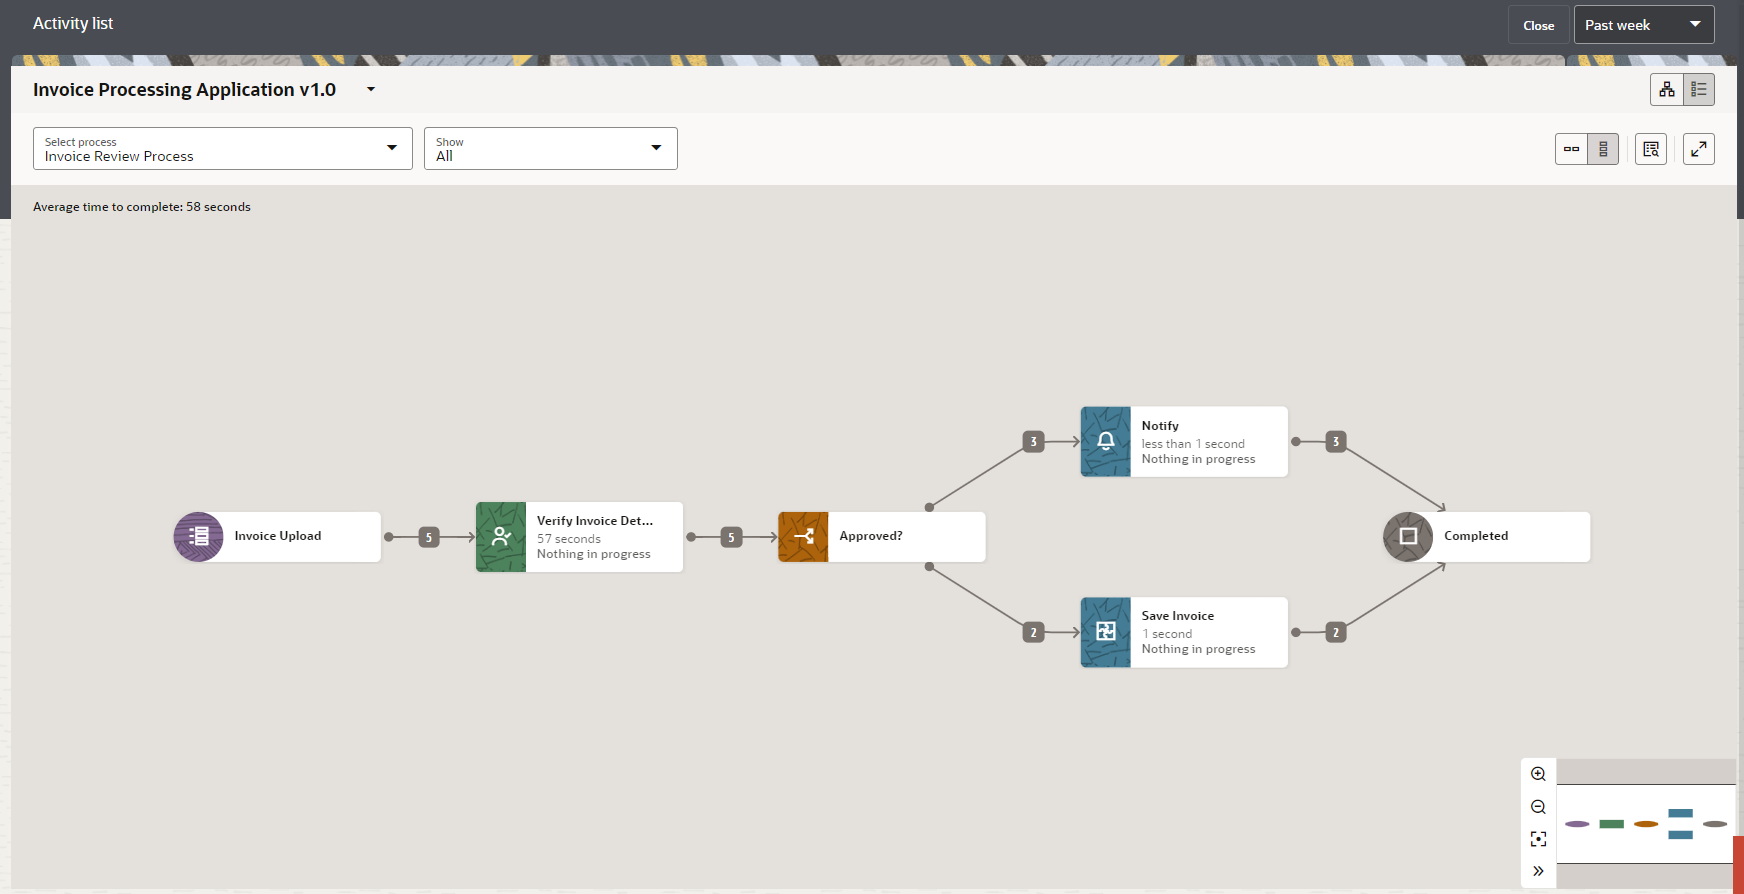 Activity list
Close
Past week
Invoice Processing Application v1.0
Select process
Invoice Review Process
Show
All
Average time to complete: 58 seconds
Invoice Upload
5
Verify Invoice Det...
57 seconds
Nothing in progress
5
Approved?
3
Notify
less than 1 second
Nothing in progress
3
2
Save Invoice
1 second
Nothing in progress
2
Completed